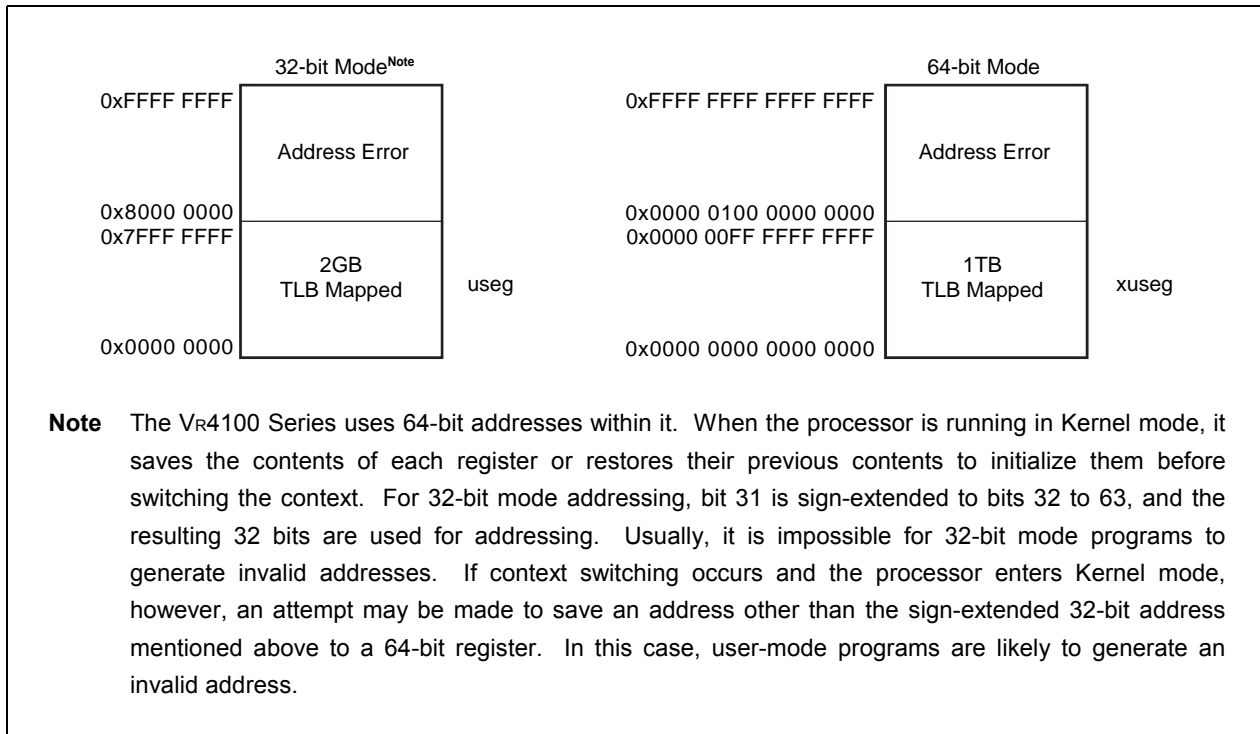 32-bit Mode Note
0xFFFF FFFF
Address Error
0x8000 0000
0x7FFF FFFF
2GB
TLB Mapped
useg
0x0000 0000
64-bit Mode
0xFFFF FFFF FFFF FFFF
Address Error
0x0000 0100 0000 0000
0x0000 00FF FFFF FFFF
1TB
TLB Mapped
xuseg
0x0000 0000 0000 0000
Note The VR4100 Series uses 64-bit addresses within it. When the processor is running in Kernel mode, it
saves the contents of each register or restores their previous contents to initialize them before
switching the context. For 32-bit mode addressing, bit 31 is sign-extended to bits 32 to 63, and the
resulting 32 bits are used for addressing. Usually, it is impossible for 32-bit mode programs to
generate invalid addresses. If context switching occurs and the processor enters Kernel mode,
however, an attempt may be made to save an address other than the sign-extended 32-bit address
mentioned above to a 64-bit register. In this case, user-mode programs are likely to generate an
invalid address.